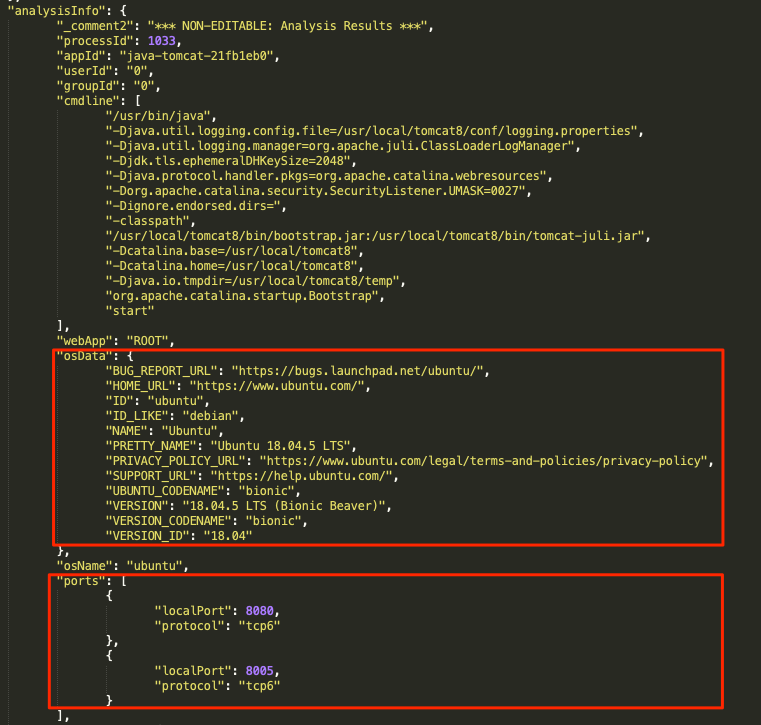 "analysisInfo": {
"_comment2": "*** NON-EDITABLE: Analysis Results ***",
"processId": 1033,
"appId": "java-tomcat-21fb1eb0",
"userId": "0",
"groupId": "0",
"cmdline": [
"/usr/bin/java",
"-Djava.util.logging.config.file=/usr/local/tomcat8/conf/logging.properties",
"-Djava.util.logging.manager=org.apache.juli.ClassLoaderLogManager",
"-Djdk.tls.ephemeralDHKeySize=2048",
"-Djava.protocol.handler.pkgs=org.apache.catalina.webresources",
"-Dorg.apache.catalina.security.SecurityListener.UMASK=0027",
"-Dignore.endorsed.dirs=",
"-classpath",
"/usr/local/tomcat8/bin/bootstrap.jar:/usr/local/tomcat8/bin/tomcat-juli.jar",
"-Dcatalina.base=/usr/local/tomcat8",
"-Dcatalina.home=/usr/local/tomcat8",
"-Djava.io.tmpdir=/usr/local/tomcat8/temp",
"org.apache.catalina.startup.Bootstrap",
"start"
],
"webApp": "ROOT",
"osData": {
"BUG_REPORT_URL": "https://bugs.launchpad.net/ubuntu/",
"HOME_URL": "https://www.ubuntu.com/",
"ID": "ubuntu",
"ID_LIKE": "debian",
"NAME": "Ubuntu",
"PRETTY_NAME": "Ubuntu 18.04.5 LTS",
"PRIVACY_POLICY_URL": "https://www.ubuntu.com/legal/terms-and-policies/privacy-policy",
"SUPPORT_URL": "https://help.ubuntu.com/",
"UBUNTU_CODENAME": "bionic",
"VERSION": "18.04.5 LTS (Bionic Beaver)",
"VERSION_CODENAME": "bionic",
"VERSION_ID": "18.04"
},
"osName": "ubuntu",
"ports": [
{
"localPort": 8080,
"protocol": "tcp6"
},
{
"localPort": 8005,
"protocol": "tcp6"
}
],